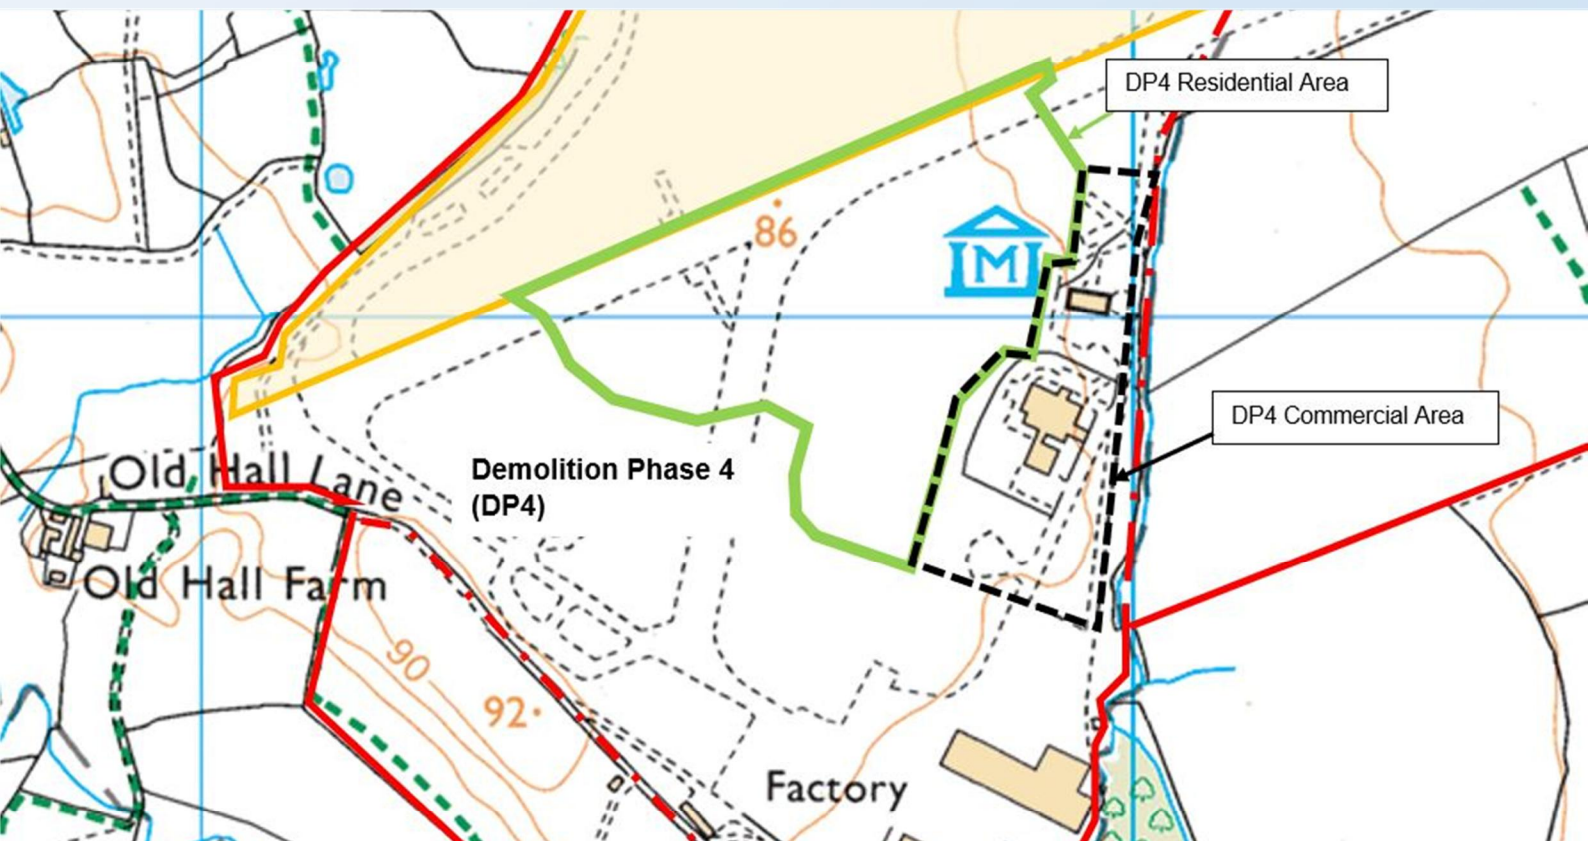 DP4 Residential Area
86
M
DP4 Commercial Area
Demolition Phase 4
(DP4)
Old Hall Lane
Old Hall Farm
90
92
Factory